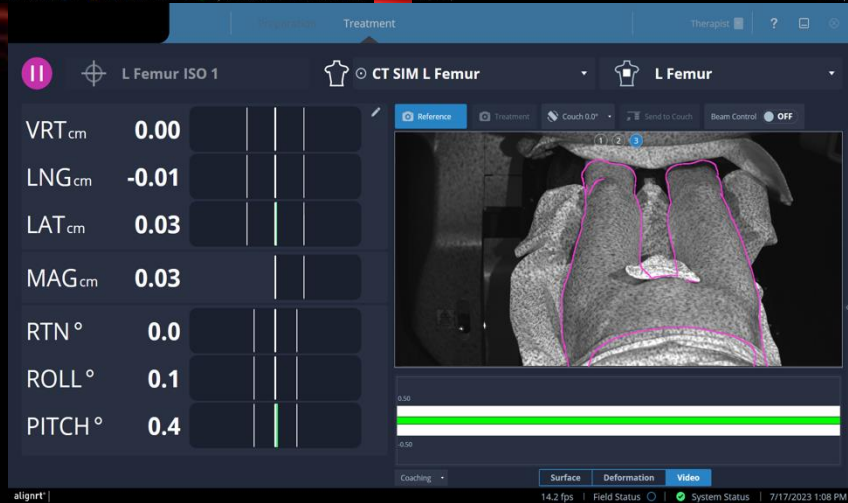 Treatment
Therapist ?
L Femur ISO 1 CT SIM L Femur L Femur
VRT cm 0.00
LNG cm -0.01
LAT cm 0.03
MAG cm 0.03
RTN° 0.0
ROLL° 0.1
PITCH° 0.4
Reference Treatment Couch 0.0° Send to Couch Beam Control OFF
1 2 3
0.50
-0.50
Coaching Surface Deformation Video
alignrt° 14.2 fps | Field Status System Status | 7/17/2023 1:08 PM